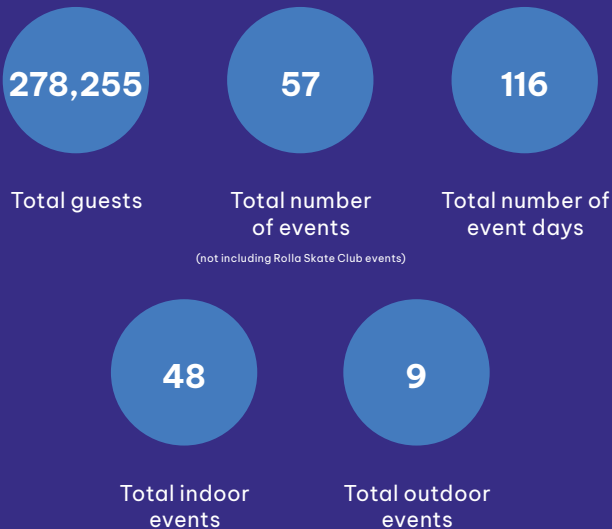 278,255
57
116
Total guests
Total number
of events
(not including Rolla Skate Club events)
Total number of
event days
48
9
Total indoor
events
Total outdoor
events